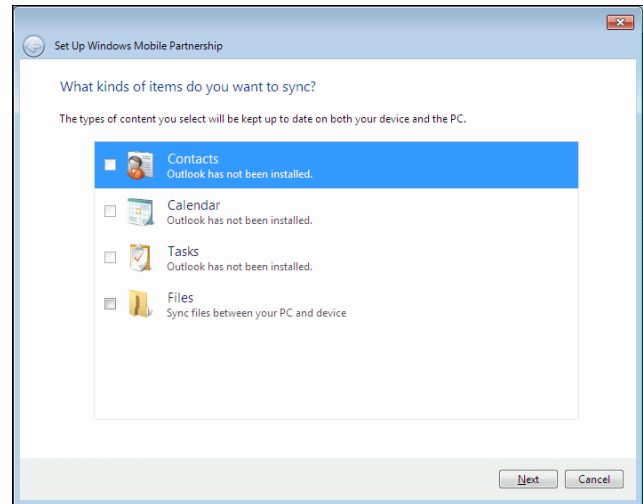 Set Up Windows Mobile Partnership
What kinds of items do you want to sync?
The types of content you select will be kept up to date on both your device and the PC.
Contacts
Outlook has not been installed.
Calendar
Outlook has not been installed.
Tasks
Outlook has not been installed.
Files
Sync files between your PC and device
Next Cancel